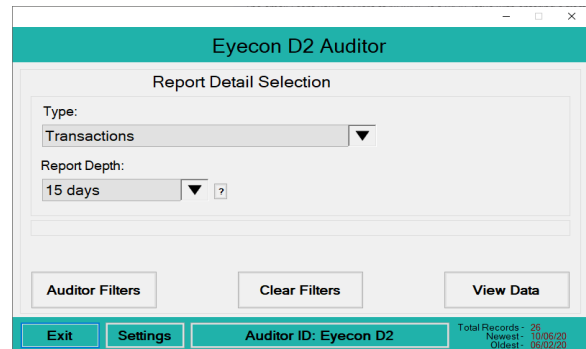 Eyecon D2 Auditor
Report Detail Selection
Type:
Transactions
Report Depth:
15 days
?
Auditor Filters Clear Filters View Data
Exit Settings Auditor ID: Eyecon D2
Total Records - 26
Newest - 10/06/20
Oldest - 06/02/20